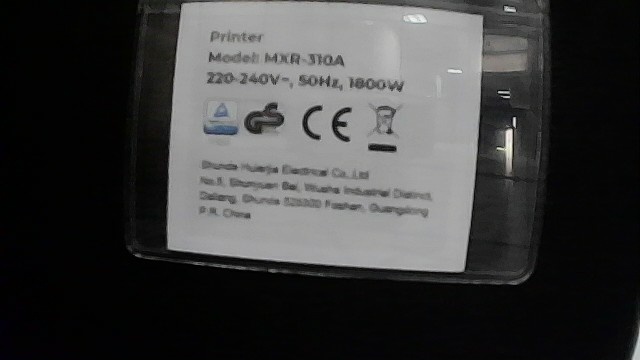 Printer
Model: MXR-310A
220-240V~, 50Hz, 1800W
CE
Shunde Huierjia Electrical Co.,Ltd
No.5, Shunyuan Bei, Wusha Industrial District,
Daliang, Shunde 528300 Foshan, Guangdong
P.R. China